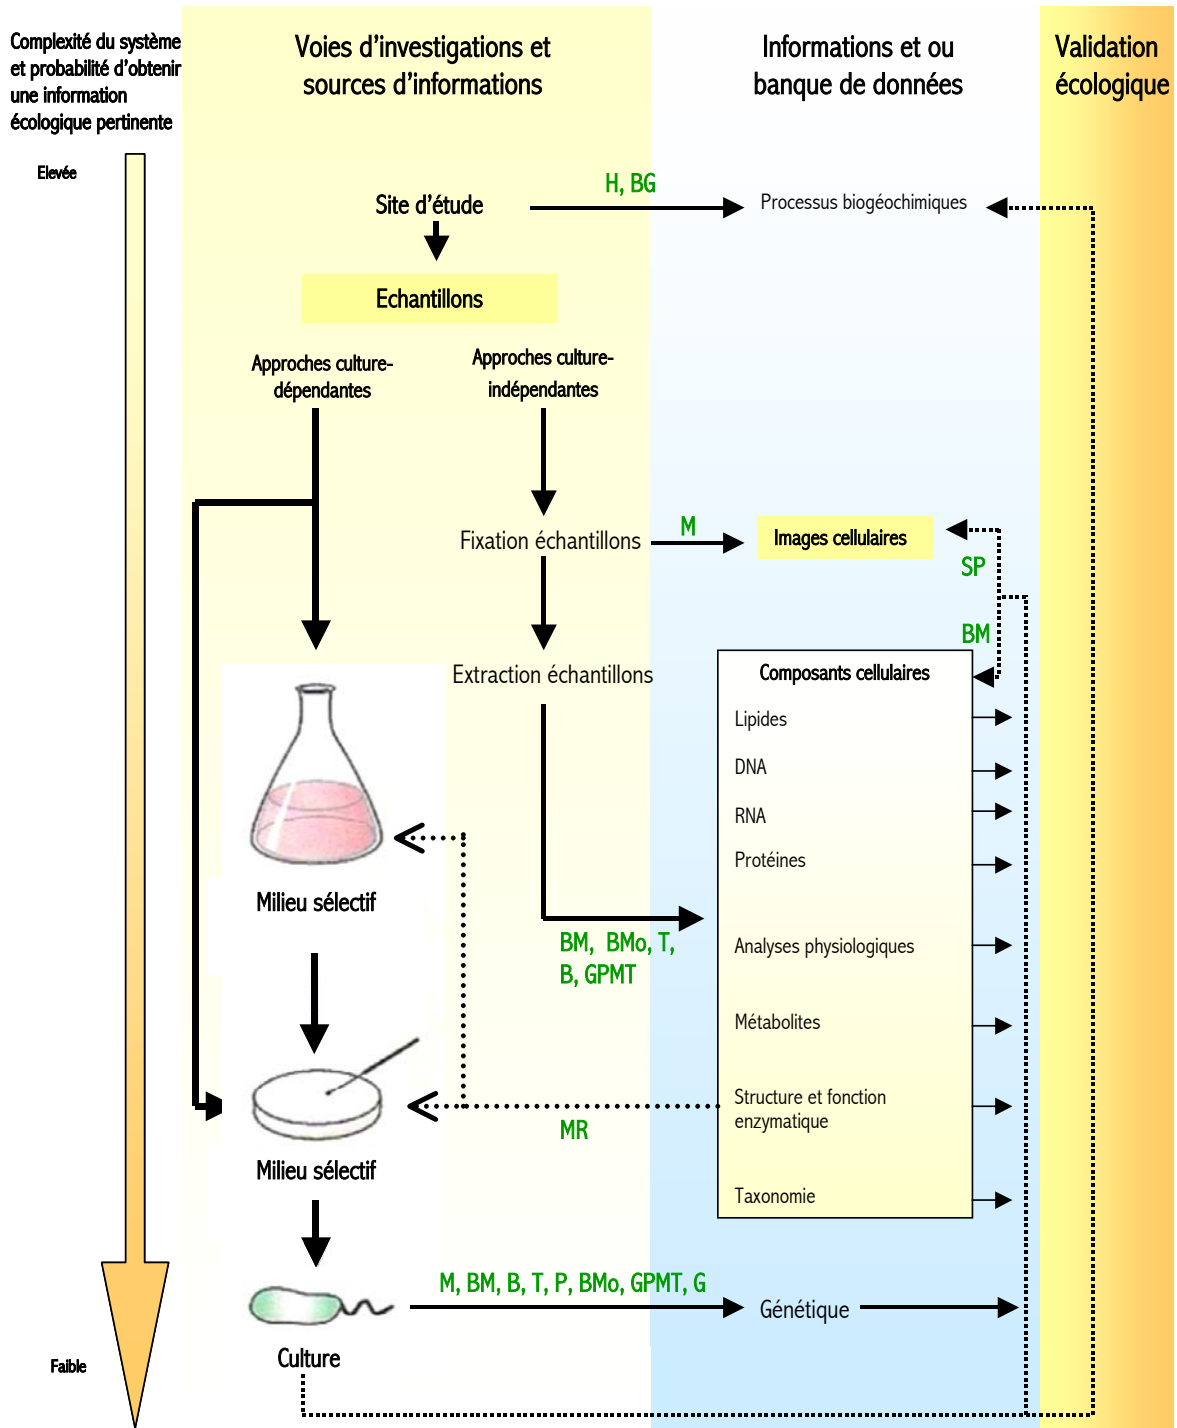 Complexité du système
et probabilité d'obtenir
une information
écologique pertinente
Voies d'investigations et
sources d'informations
Informations et ou
banque de données
Validation
écologique
Elevée
H, BG
Site d'étude
Processus biogéochimiques
Echantillons
Approches culture-
dépendantes
Approches culture-
indépendantes
Fixation échantillons
M
Images cellulaires
SP
BM
Extraction échantillons
Composants cellulaires
Lipides
DNA
RNA
Protéines
Milieu sélectif
BM, BMo, T,
B, GPMT
Analyses physiologiques
Métabolites
Structure et fonction
enzymatique
MR
Milieu sélectif
Taxonomie
M, BM, B, T, P, BMo, GPMT, G
Génétique
Culture
Faible